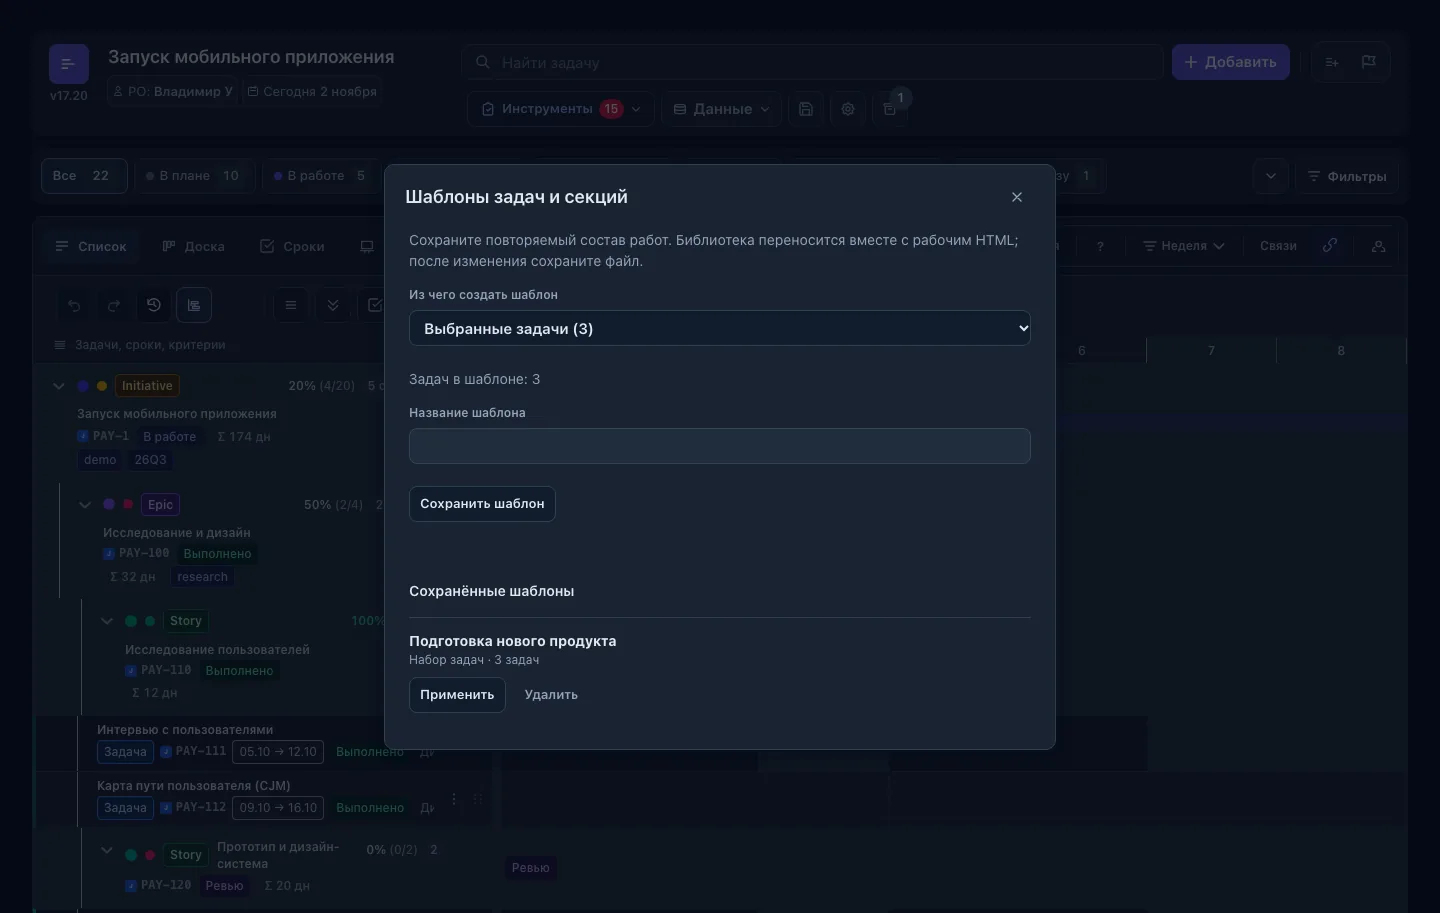 Запуск мобильного приложения
Найти задачу
Добавить
v17.20
PO: Владимир У
Сегодня 2 ноября
Инструменты 15
Данные
1
Все 22
В плане 10
В работе 5
зу 1
Фильтры
Шаблоны задач и секций
Сохраните повторяемый состав работ. Библиотека переносится вместе с рабочим HTML;
после изменения сохраните файл.
Из чего создать шаблон
Выбранные задачи (3)
Задач в шаблоне: 3
Название шаблона
Сохранить шаблон
Сохранённые шаблоны
Подготовка нового продукта
Набор задач · 3 задач
Применить
Удалить
Список
Доска
Сроки
?
Неделя
Связи
Задачи, сроки, критерии
6 7 8
Initiative 20% (4/20)
Запуск мобильного приложения
PAY-1 В работе Σ 174 дн
demo 26Q3
Epic 50% (2/4) 2
Исследование и дизайн
PAY-100 Выполнено
Σ 32 дн research
Story 100%
Исследование пользователей
PAY-110 Выполнено
Σ 12 дн
Интервью с пользователями
Задача PAY-111 05.10 → 12.10 Выполнено
Карта пути пользователя (CJM)
Задача PAY-112 09.10 → 16.10 Выполнено Ди
Story Прототип и дизайн-
система 0% (0/2) 2
Ревью
PAY-120 Ревью Σ 20 дн